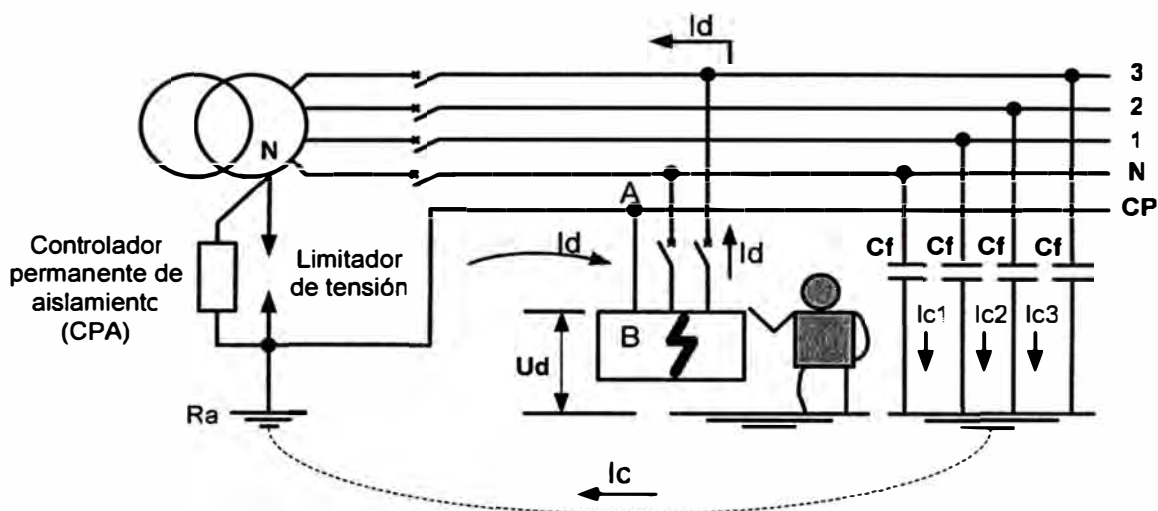 Id
3
2
1
N
N
CP
A
Controlador
permanente de
aislamientc
(CPA)
Limitador
de tensión
Id
Id
Cf Cf Cf Cf
B
Ud
Ic1 Ic2 Ic3
Ra
Ic